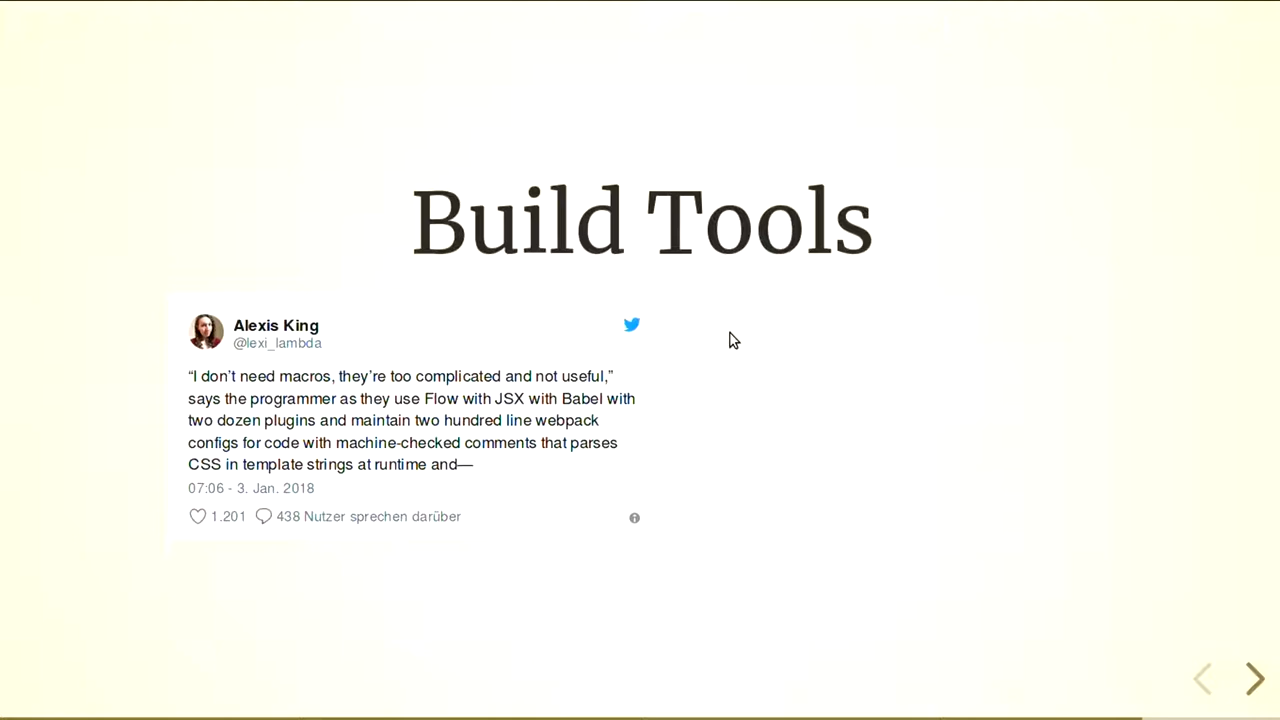 Build Tools
Alexis King
@lexi_lambda
“I don’t need macros, they’re too complicated and not useful,”
says the programmer as they use Flow with JSX with Babel with
two dozen plugins and maintain two hundred line webpack
configs for code with machine-checked comments that parses
CSS in template strings at runtime and—
07:06 - 3. Jan. 2018
1.201 438 Nutzer sprechen darüber